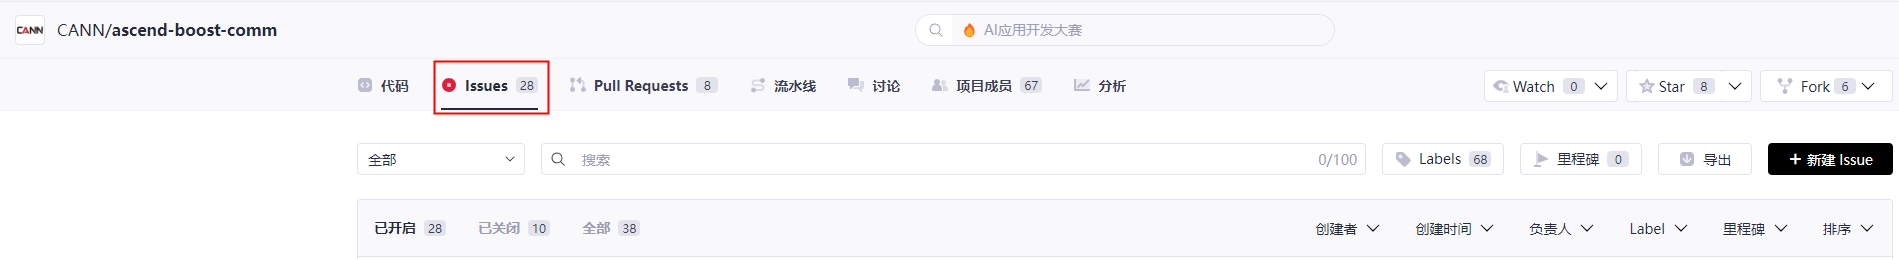 CANN CANN/ascend-boost-comm AI应用开发大赛
代码 Issues 28 Pull Requests 8 流水线 讨论 项目成员 67 分析 Watch 0 Star 8 Fork 6
全部 搜索 0/100 Labels 68 里程碑 0 导出 + 新建 Issue
已开启 28 已关闭 10 全部 38 创建者 创建时间 负责人 Label 里程碑 排序